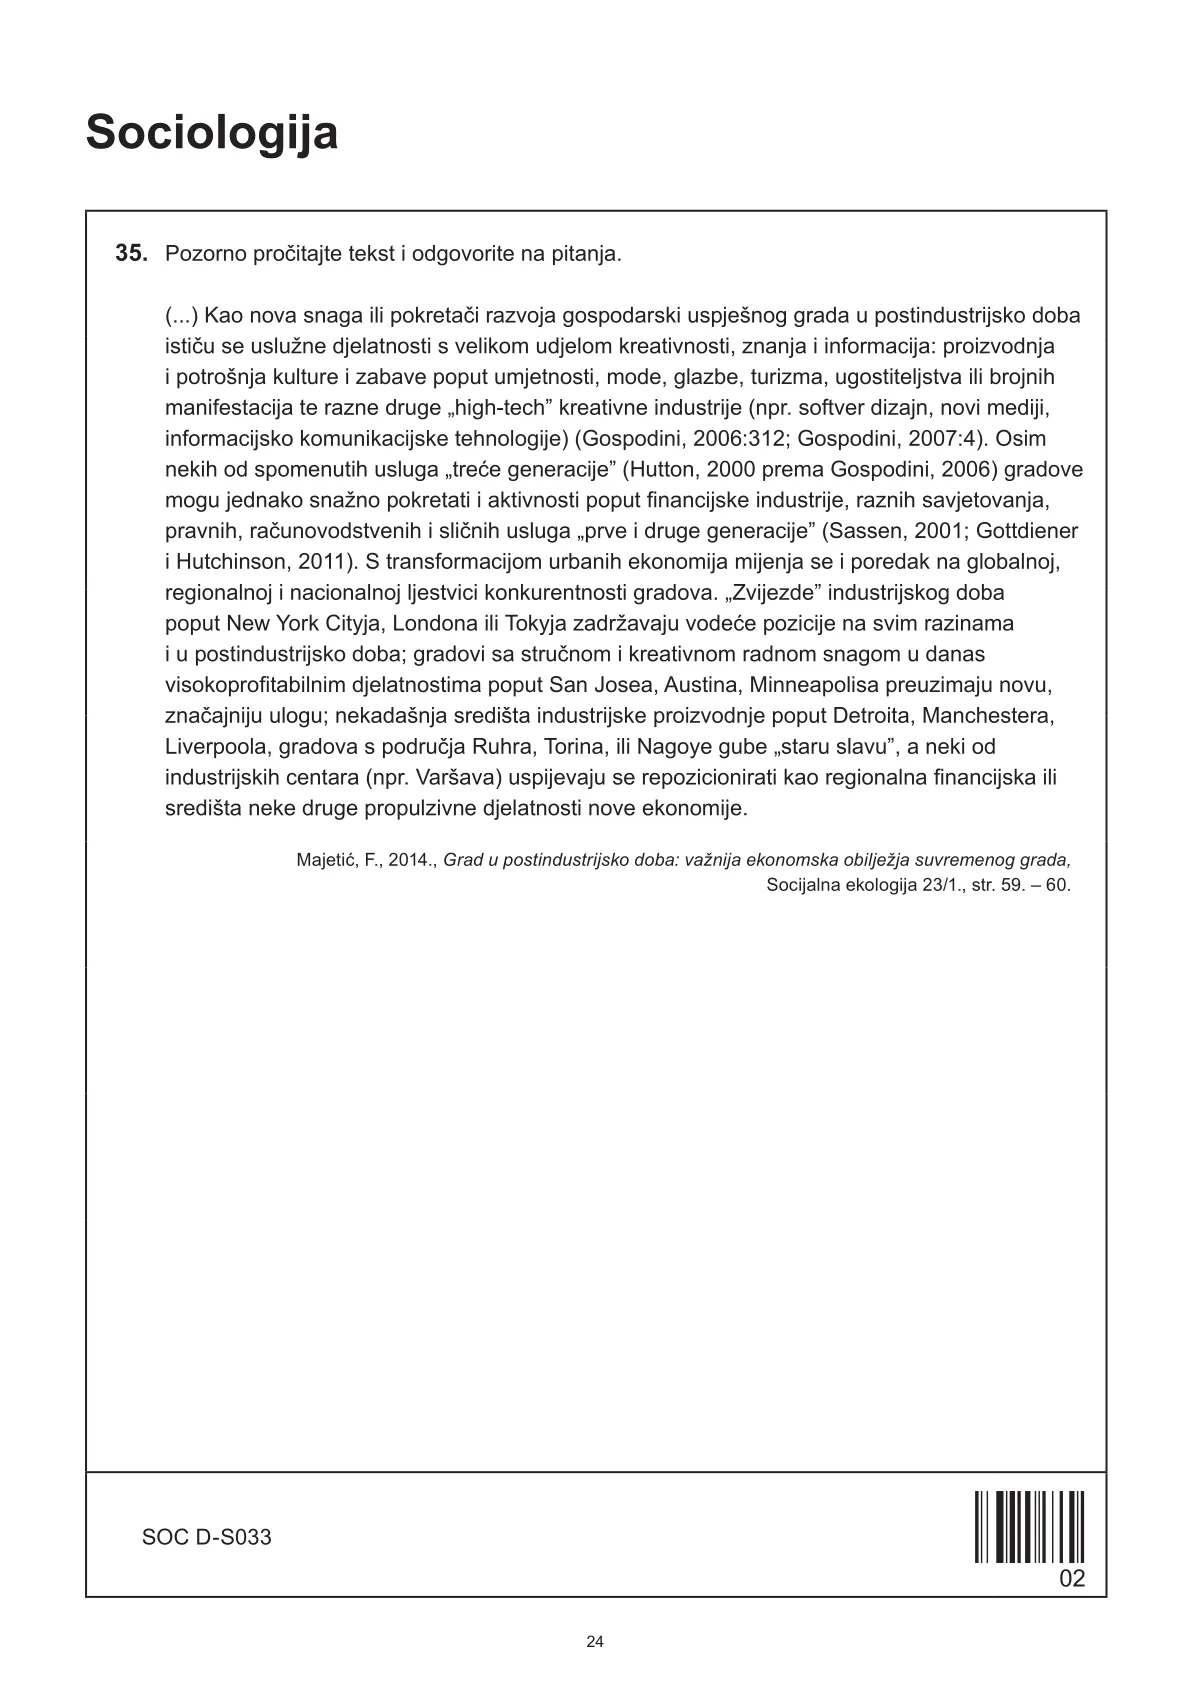 Sociologija
35. Pozorno pročitajte tekst i odgovorite na pitanja.
(...) Kao nova snaga ili pokretači razvoja gospodarski uspješnog grada u postindustrijsko doba
ističu se uslužne djelatnosti s velikom udjelom kreativnosti, znanja i informacija: proizvodnja
i potrošnja kulture i zabave poput umjetnosti, mode, glazbe, turizma, ugostiteljstva ili brojnih
manifestacija te razne druge „high-tech” kreativne industrije (npr. softver dizajn, novi mediji,
informacijsko komunikacijske tehnologije) (Gospodini, 2006:312; Gospodini, 2007:4). Osim
nekih od spomenutih usluga „treće generacije” (Hutton, 2000 prema Gospodini, 2006) gradove
mogu jednako snažno pokretati i aktivnosti poput financijske industrije, raznih savjetovanja,
pravnih, računovodstvenih i sličnih usluga „prve i druge generacije” (Sassen, 2001; Gottdiener
i Hutchinson, 2011). S transformacijom urbanih ekonomija mijenja se i poredak na globalnoj,
regionalnoj i nacionalnoj ljestvici konkurentnosti gradova. „Zvijezde” industrijskog doba
poput New York Cityja, Londona ili Tokyja zadržavaju vodeće pozicije na svim razinama
i u postindustrijsko doba; gradovi sa stručnom i kreativnom radnom snagom u danas
visokoprofitabilnim djelatnostima poput San Josea, Austina, Minneapolisa preuzimaju novu,
značajniju ulogu; nekadašnja središta industrijske proizvodnje poput Detroita, Manchestera,
Liverpoola, gradova s područja Ruhra, Torina, ili Nagoye gube „staru slavu”, a neki od
industrijskih centara (npr. Varšava) uspijevaju se repozicionirati kao regionalna financijska ili
središta neke druge propulzivne djelatnosti nove ekonomije.
Majetić, F., 2014., Grad u postindustrijsko doba: važnija ekonomska obilježja suvremenog grada,
Socijalna ekologija 23/1., str. 59. – 60.
SOC D-S033
02
24